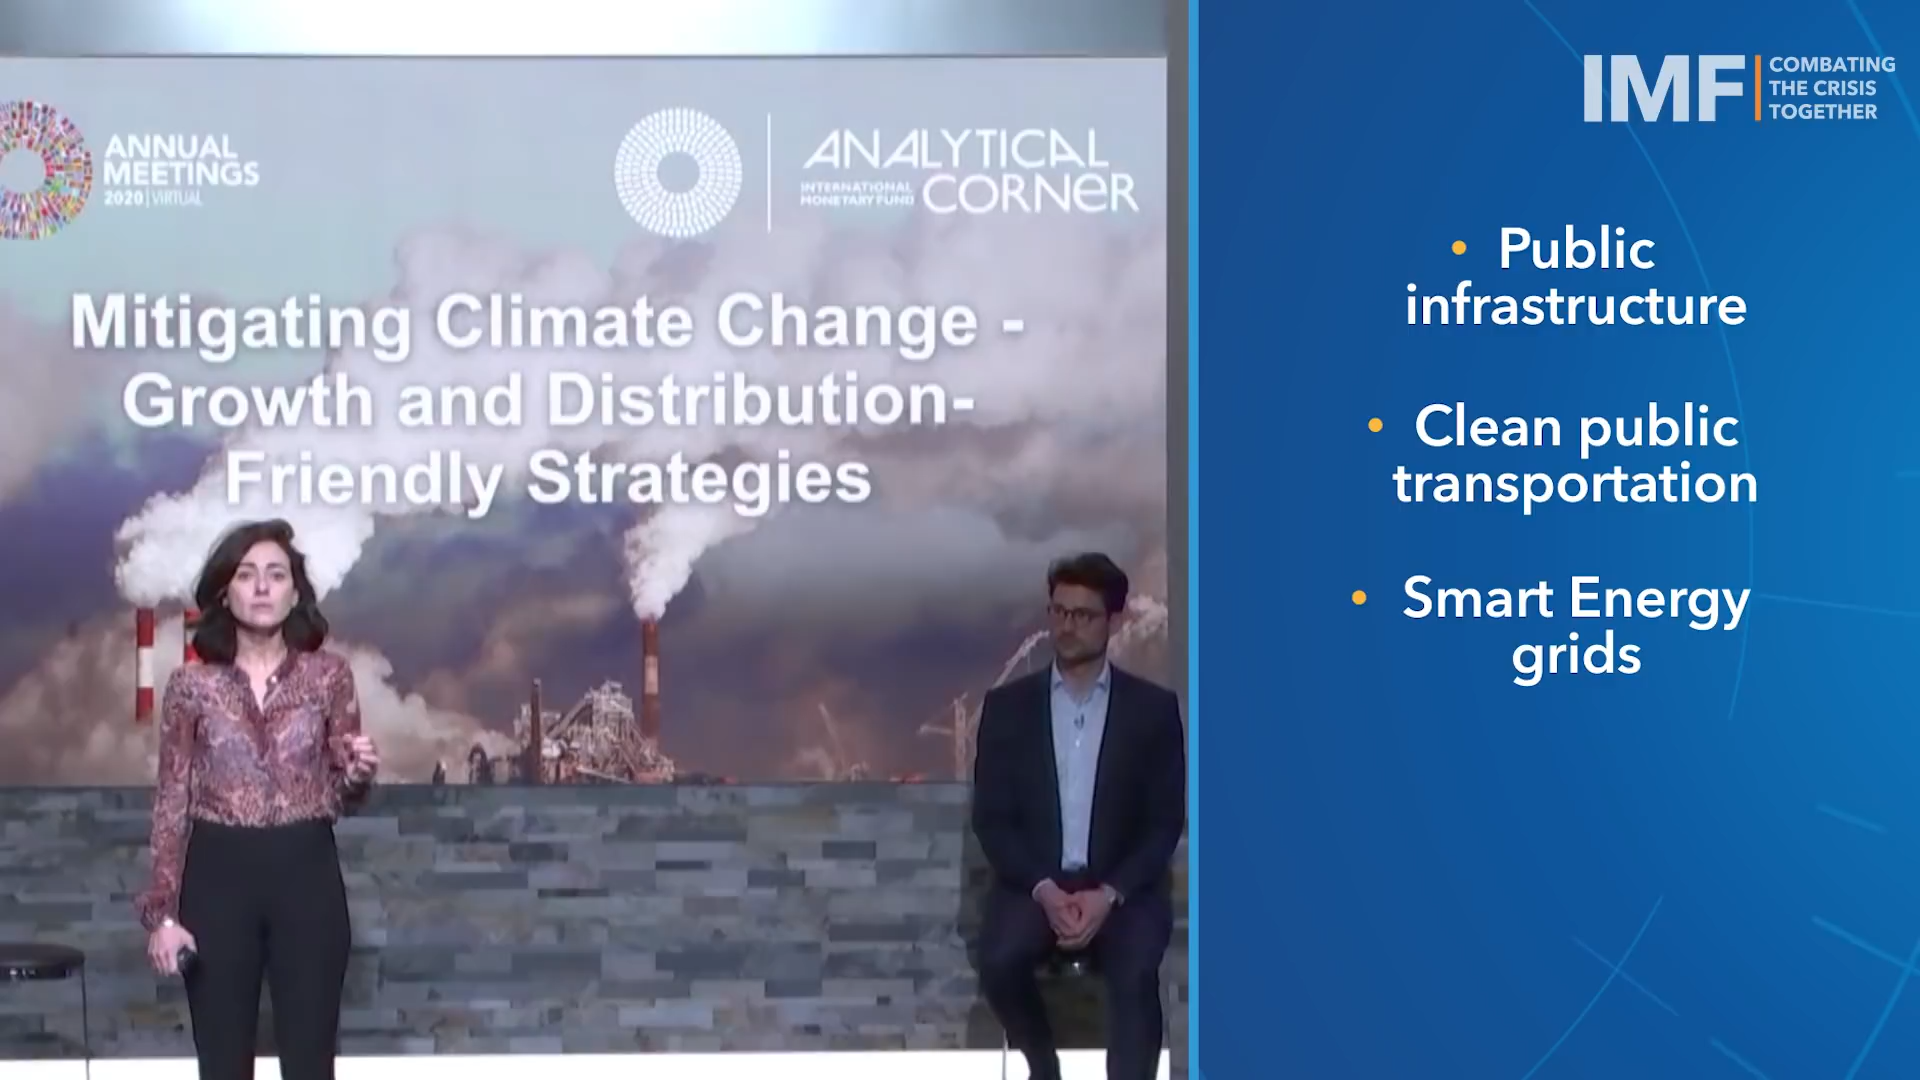 ANNUAL
MEETINGS
2020 | VIRTUAL
ANALYTICAL
INTERNATIONAL
MONETARY FUND
CORNER
Mitigating Climate Change -
Growth and Distribution-
Friendly Strategies
IMF
COMBATING
THE CRISIS
TOGETHER
• Public
infrastructure
• Clean public
transportation
• Smart Energy
grids